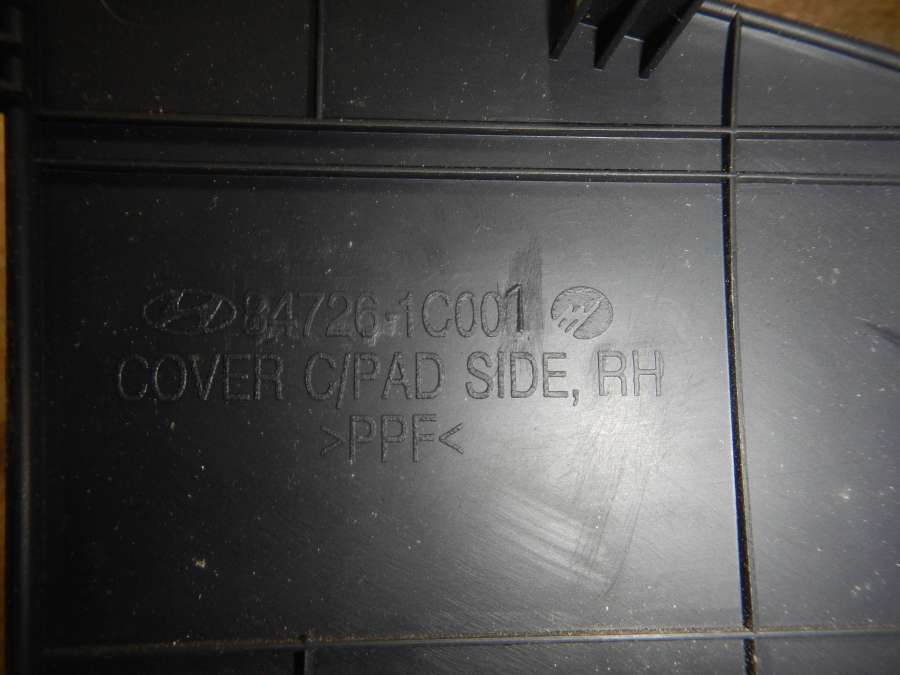 84726-1C001
COVER C/PAD SIDE, RH
>PPF<